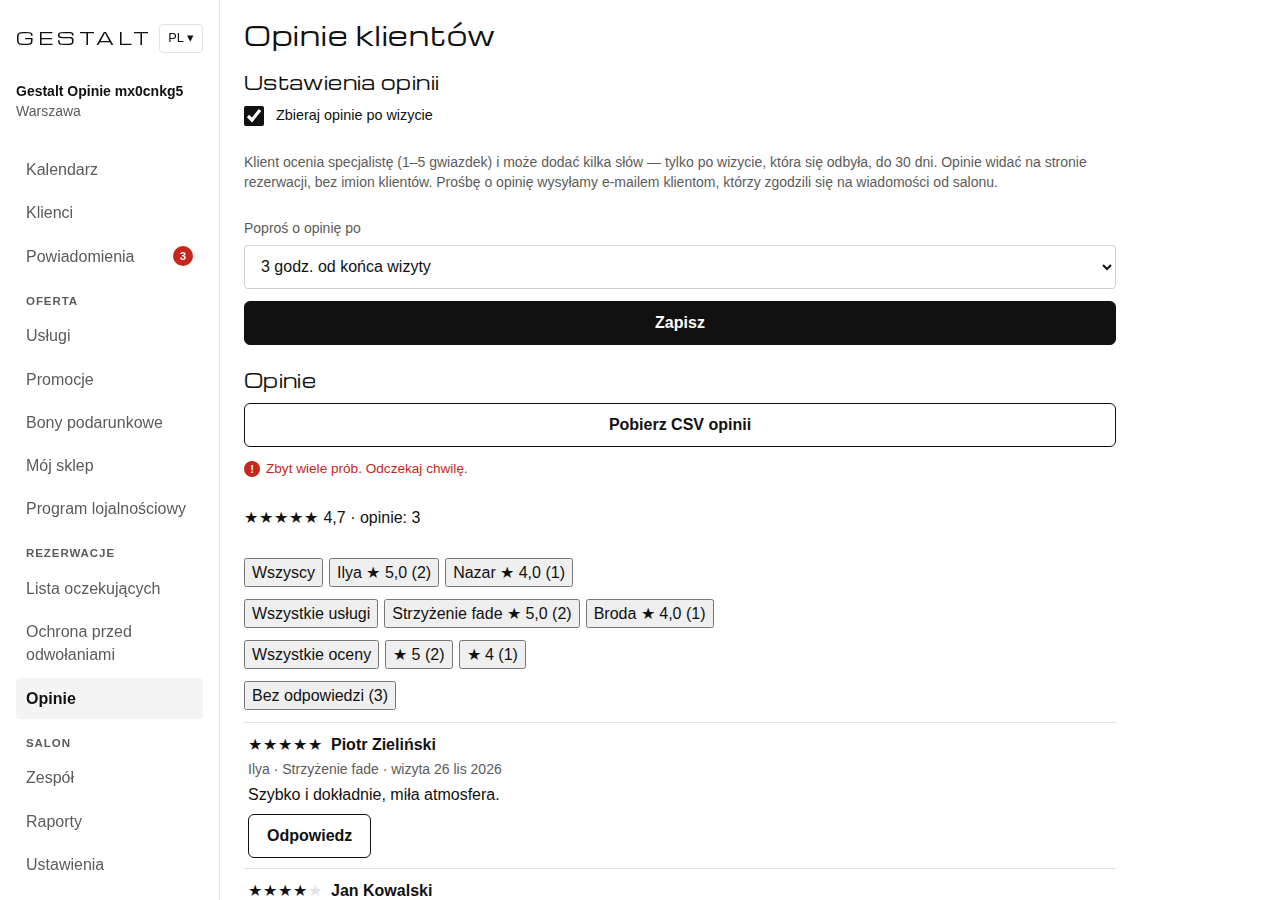 GESTALT
PL ▾
Gestalt Opinie mx0cnkg5
Warszawa
Kalendarz
Klienci
Powiadomienia 3
OFERTA
Usługi
Promocje
Bony podarunkowe
Mój sklep
Program lojalnościowy
REZERWACJE
Lista oczekujących
Ochrona przed
odwołaniami
Opinie
SALON
Zespół
Raporty
Ustawienia
Opinie klientów
Ustawienia opinii
Zbieraj opinie po wizycie
Klient ocenia specjalistę (1–5 gwiazdek) i może dodać kilka słów — tylko po wizycie, która się odbyła, do 30 dni. Opinie widać na stronie
rezerwacji, bez imion klientów. Prośbę o opinię wysyłamy e-mailem klientom, którzy zgodzili się na wiadomości od salonu.
Poproś o opinię po
3 godz. od końca wizyty
Zapisz
Opinie
Pobierz CSV opinii
! Zbyt wiele prób. Odczekaj chwilę.
★★★★★ 4,7 · opinie: 3
Wszyscy Ilya ★ 5,0 (2) Nazar ★ 4,0 (1)
Wszystkie usługi Strzyżenie fade ★ 5,0 (2) Broda ★ 4,0 (1)
Wszystkie oceny ★ 5 (2) ★ 4 (1)
Bez odpowiedzi (3)
★★★★★ Piotr Zieliński
Ilya · Strzyżenie fade · wizyta 26 lis 2026
Szybko i dokładnie, miła atmosfera.
Odpowiedz
★★★★★ Jan Kowalski